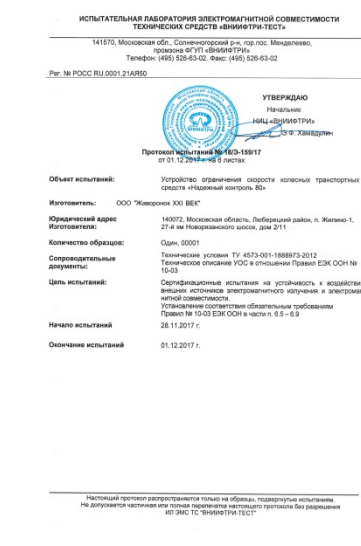 ИСПЫТАТЕЛЬНАЯ ЛАБОРАТОРИЯ ЭЛЕКТРОМАГНИТНОЙ СОВМЕСТИМОСТИ
ТЕХНИЧЕСКИХ СРЕДСТВ «ВНИИФТРИ-ТЕСТ»
141570, Московская обл., Солнечногорский р-н, гор.пос. Менделеево,
промзона ФГУП «ВНИИФТРИ»
Телефон: (495) 526-63-02. Факс: (495) 526-63-02
Рег. № РОСС RU.0001.21АЯ50
УТВЕРЖДАЮ
Начальник
НИЦ «ВНИИФТРИ»
Э.Ф. Хамадулин
ВНИИФТРИ
Протокол испытаний № 16/Э-159/17
от 01.12.2017 г. на 6 листах
Объект испытаний: Устройство ограничения скорости колесных транспортных
средств «Надежный контроль 80»
Изготовитель: ООО "Жаворонок XXI ВЕК"
Юридический адрес 140072, Московская область, Люберецкий район, п. Жилино-1,
Изготовителя: 27-й км Новорязанского шоссе, дом 2/11
Количество образцов: Один, 00001
Сопроводительные Технические условия ТУ 4573-001-1888973-2012
документы: Техническое описание УОС в отношении Правил ЕЭК ООН №
10-03
Цель испытаний: Сертификационные испытания на устойчивость к воздействи
внешних источников электромагнитного излучения и электрома
нитной совместимости.
Установление соответствия обязательным требованиям
Правил № 10-03 ЕЭК ООН в части п. 6.5 – 6.9
Начало испытаний 28.11.2017 г.
Окончание испытаний 01.12.2017 г.
Настоящий протокол распространяется только на образцы, подвергнутые испытаниям.
Не допускается частичная или полная перепечатка настоящего протокола без разрешения
ИЛ ЭМС ТС "ВНИИФТРИ-ТЕСТ"